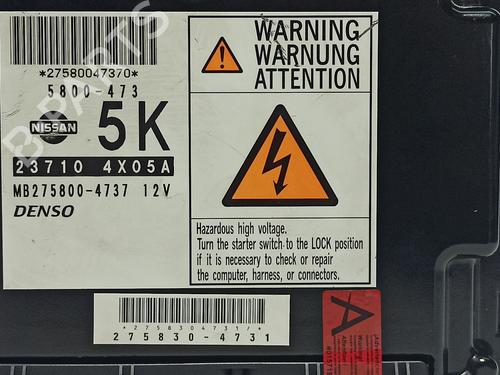 *27580047370*
5800-473
NISSAN
5K
23710 4X05A
MB275800-4737 12V
DENSO
WARNING
WARNUNG
ATTENTION
Hazardous high voltage.
Turn the starter switch to the LOCK position
if it is necessary to check or repair
the computer, harness, or connectors.
275830-4731
A
B-PARTS